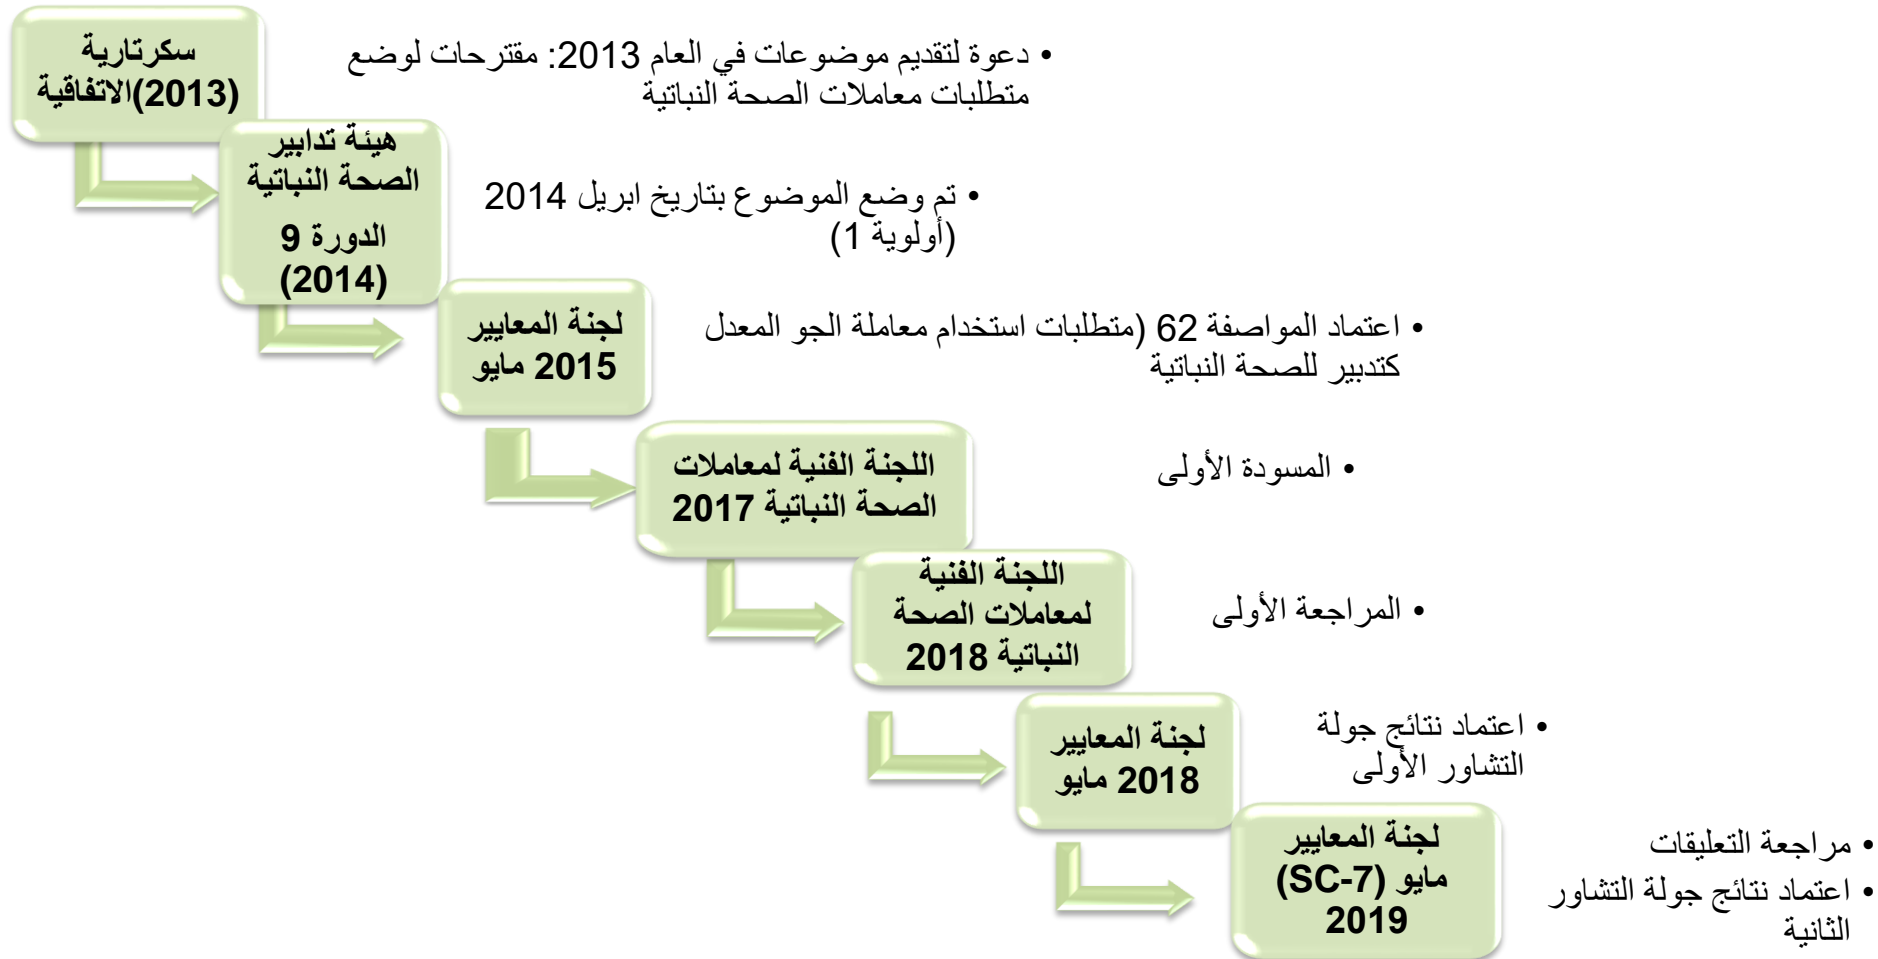 سكرتارية
الاتفاقية(2013)
• دعوة لتقديم موضوعات في العام 2013: مقترحات لوضع
متطلبات معاملات الصحة النباتية
هيئة تدابير
الصحة النباتية
الدورة 9
(2014)
• تم وضع الموضوع بتاريخ ابريل 2014
(أولوية 1)
لجنة المعايير
مايو 2015
• اعتماد المواصفة 62 (متطلبات استخدام معاملة الجو المعدل
كتدبير للصحة النباتية
اللجنة الفنية لمعاملات
الصحة النباتية 2017
• المسودة الأولى
اللجنة الفنية
لمعاملات الصحة
النباتية 2018
• المراجعة الأولى
لجنة المعايير
مايو 2018
• اعتماد نتائج جولة
التشاور الأولى
لجنة المعايير
مايو (SC-7)
2019
• مراجعة التعليقات
• اعتماد نتائج جولة التشاور
الثانية